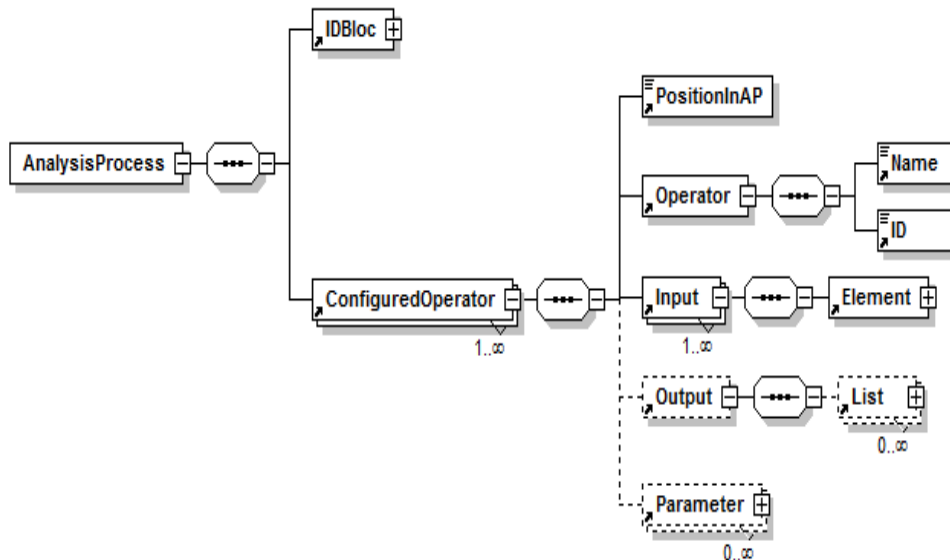 IDBloc
PositionInAP
AnalysisProcess
Name
Operator
ID
ConfiguredOperator
1..∞
Input
1..∞
Element
Output
List
0..∞
Parameter
0..∞